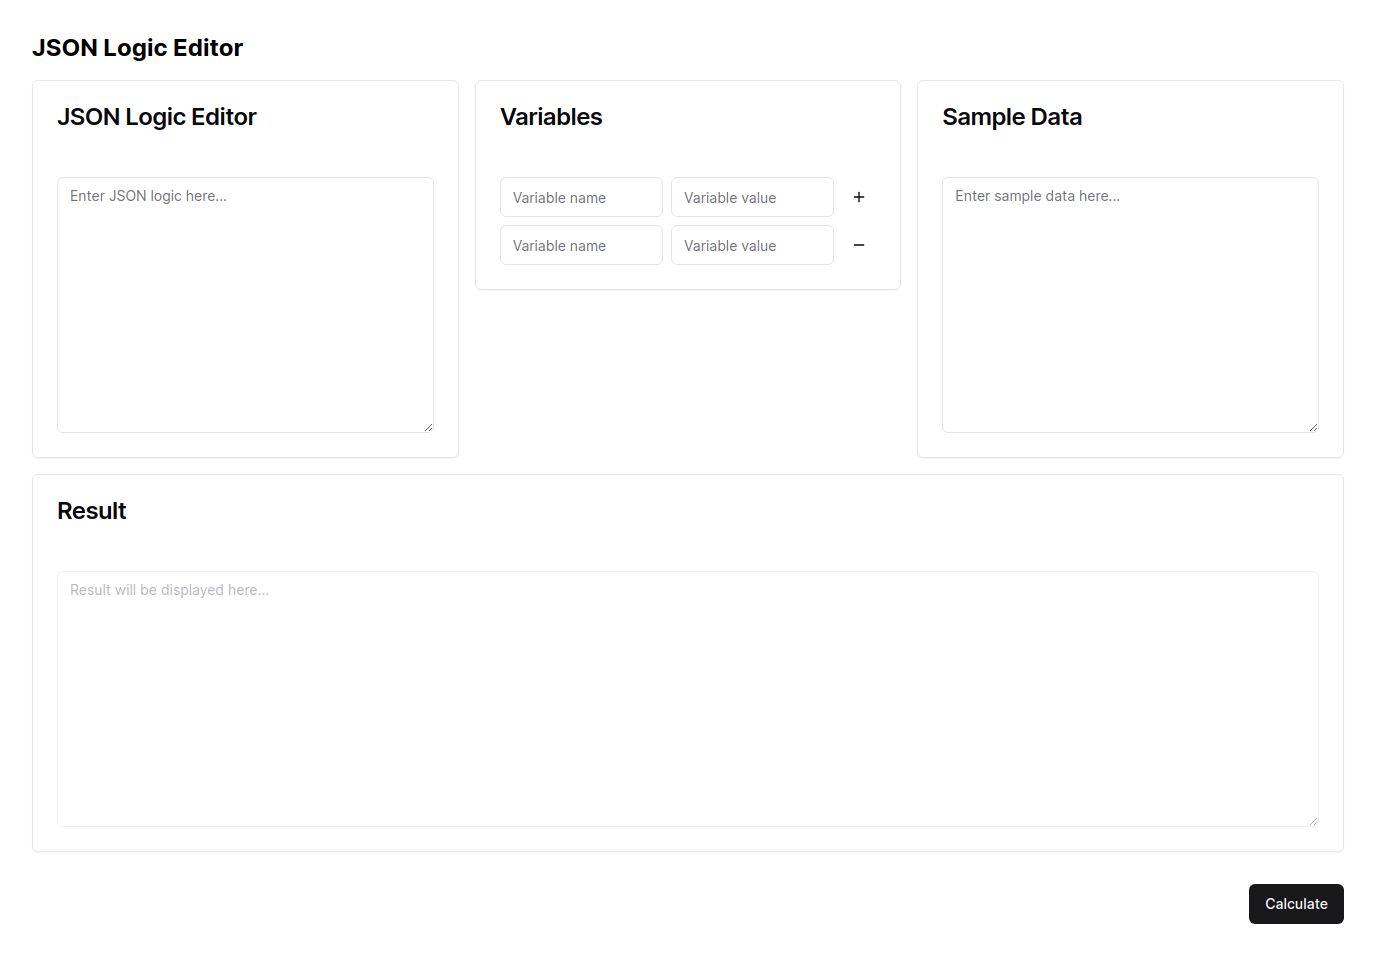 JSON Logic Editor
JSON Logic Editor
Enter JSON logic here...
Variables
Variable name Variable value +
Variable name Variable value −
Sample Data
Enter sample data here...
Result
Result will be displayed here...
Calculate